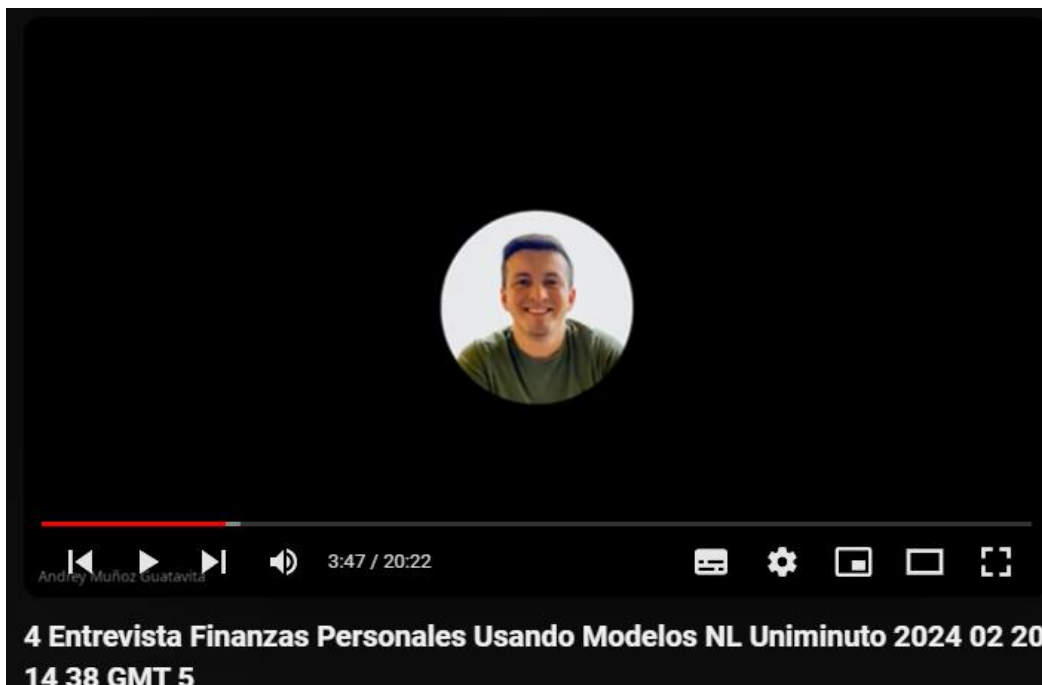 3:47 / 20:22
Andrey Muñoz Guatavita
4 Entrevista Finanzas Personales Usando Modelos NL Uniminuto 2024 02 20
14 38 GMT 5